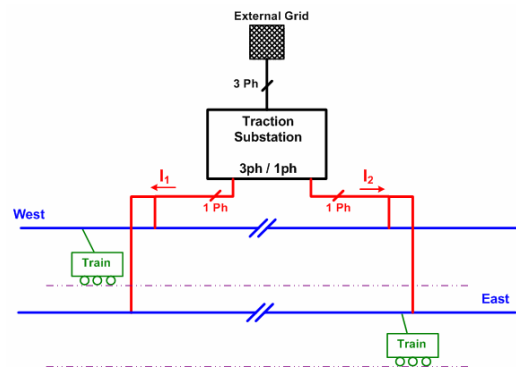 External Grid
3 Ph
Traction
Substation
3ph / 1ph
I₁
I₂
1 Ph
1 Ph
West
Train
East
Train